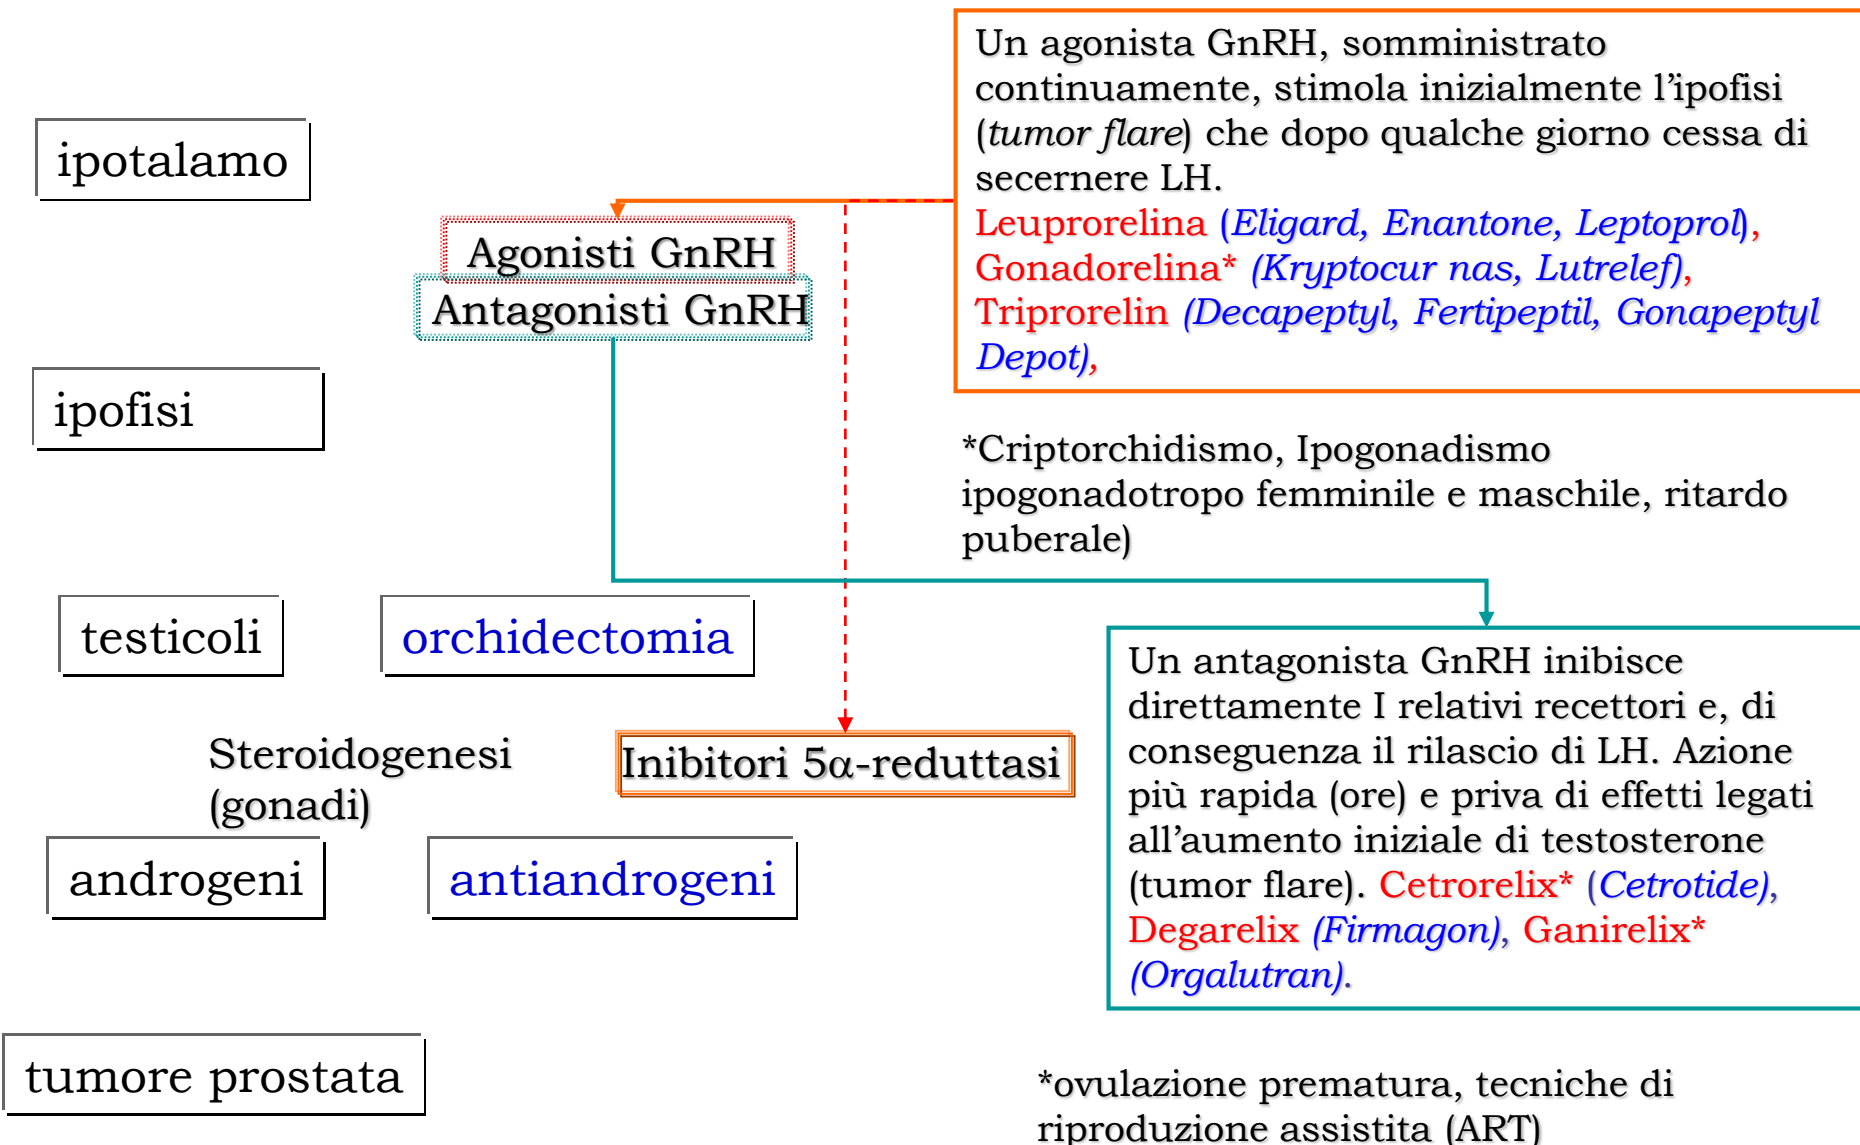 Un agonista GnRH, somministrato
continuamente, stimola inizialmente l’ipofisi
(tumor flare) che dopo qualche giorno cessa di
secernere LH.
Leuprorelina (Eligard, Enantone, Leptoprol),
Gonadorelina* (Kryptocur nas, Lutrelef),
Triprorelin (Decapeptyl, Fertipeptil, Gonapeptyl
Depot),
ipotalamo
Agonisti GnRH
Antagonisti GnRH
ipofisi
*Criptorchidismo, Ipogonadismo
ipogonadotropo femminile e maschile, ritardo
puberale)
testicoli
orchidectomia
Steroidogenesi
(gonadi)
Inibitori 5α-reduttasi
androgeni
antiandrogeni
Un antagonista GnRH inibisce
direttamente I relativi recettori e, di
conseguenza il rilascio di LH. Azione
più rapida (ore) e priva di effetti legati
all’aumento iniziale di testosterone
(tumor flare). Cetrorelix* (Cetrotide),
Degarelix (Firmagon), Ganirelix*
(Orgalutran).
tumore prostata
*ovulazione prematura, tecniche di
riproduzione assistita (ART)